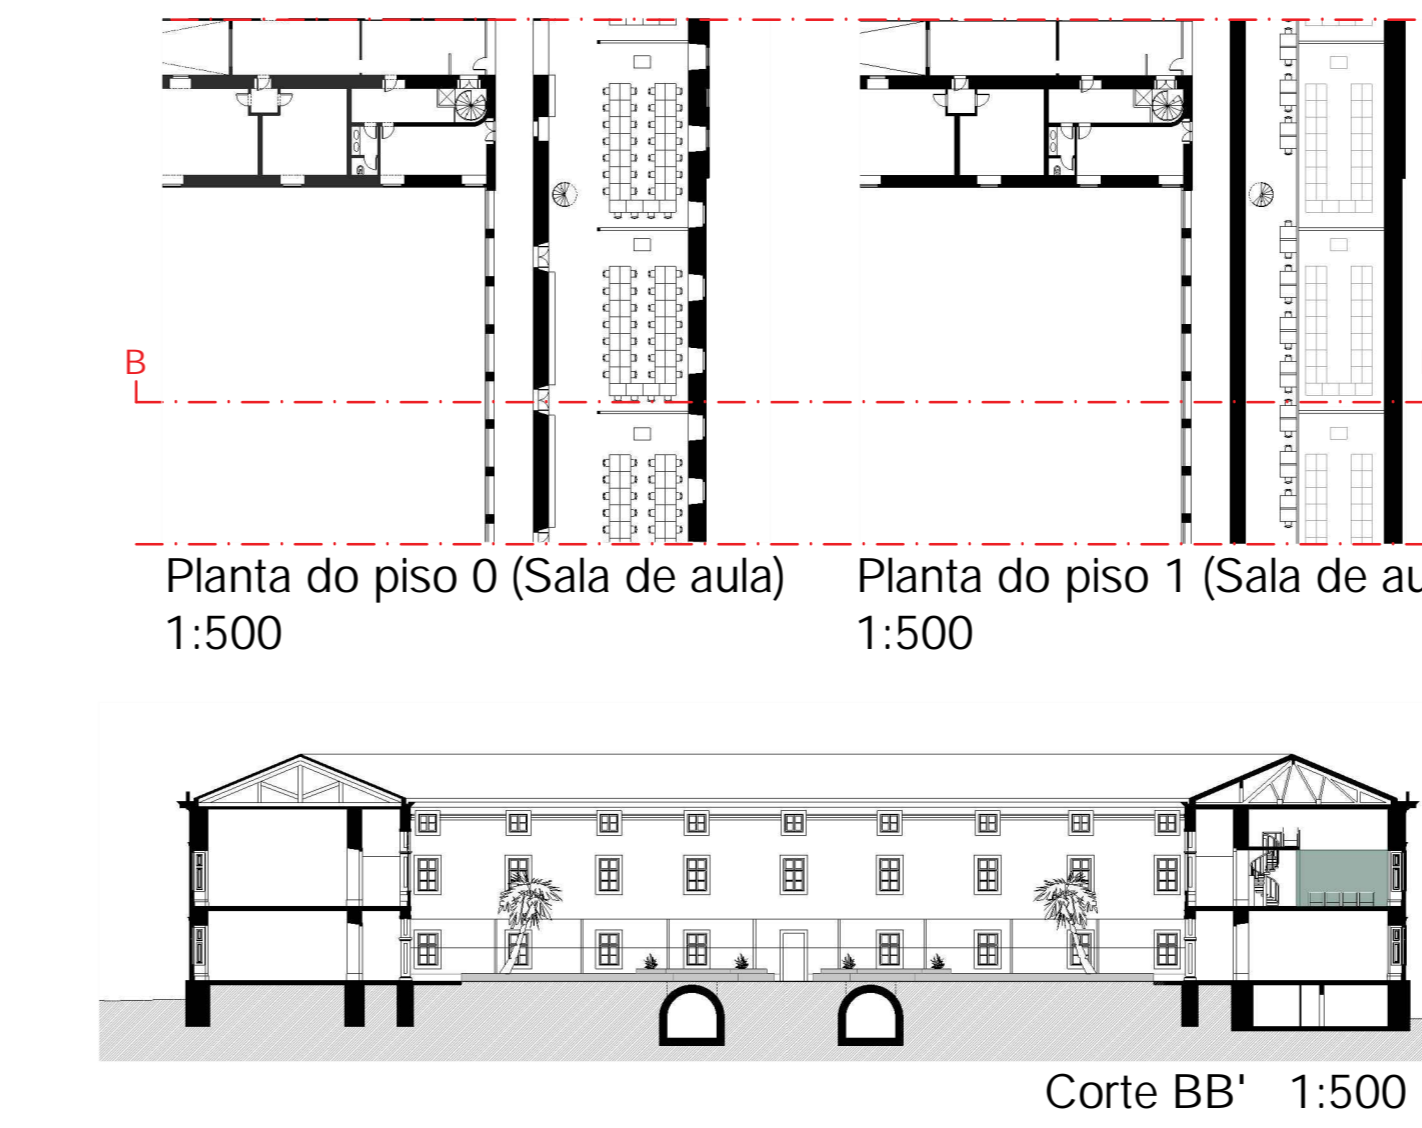 B
Planta do piso 0 (Sala de aula)
1:500
Planta do piso 1 (Sala de au
1:500
Corte BB' 1:500